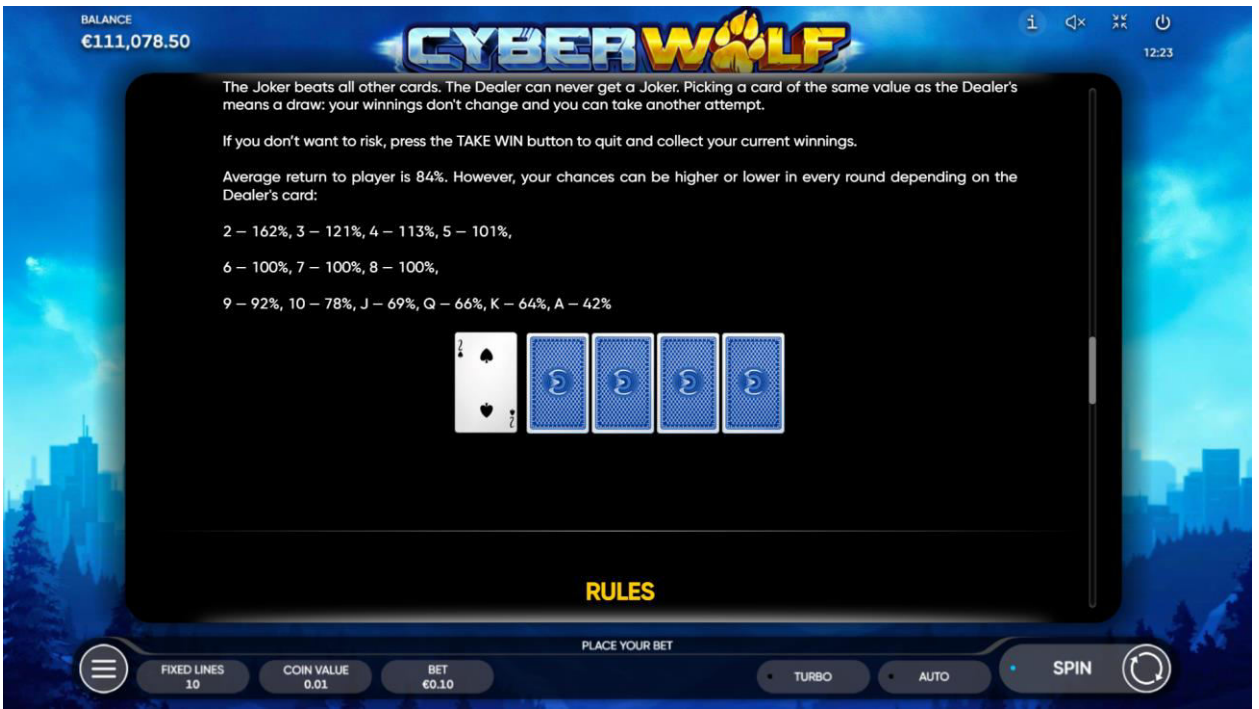 BALANCE
€111,078.50
CYBER WOLF
i
12:23
The Joker beats all other cards. The Dealer can never get a Joker. Picking a card of the same value as the Dealer's
means a draw: your winnings don't change and you can take another attempt.
If you don't want to risk, press the TAKE WIN button to quit and collect your current winnings.
Average return to player is 84%. However, your chances can be higher or lower in every round depending on the
Dealer's card:
2 – 162%, 3 – 121%, 4 – 113%, 5 – 101%,
6 – 100%, 7 – 100%, 8 – 100%,
9 – 92%, 10 – 78%, J – 69%, Q – 66%, K – 64%, A – 42%
2
2
RULES
PLACE YOUR BET
FIXED LINES
10
COIN VALUE
0.01
BET
€0.10
TURBO
AUTO
SPIN